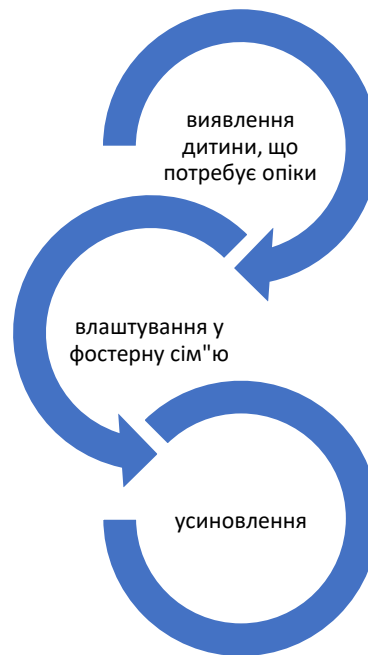 виявлення
дитини, що
потребує опіки
влаштування у
фостерну сім"ю
усиновлення